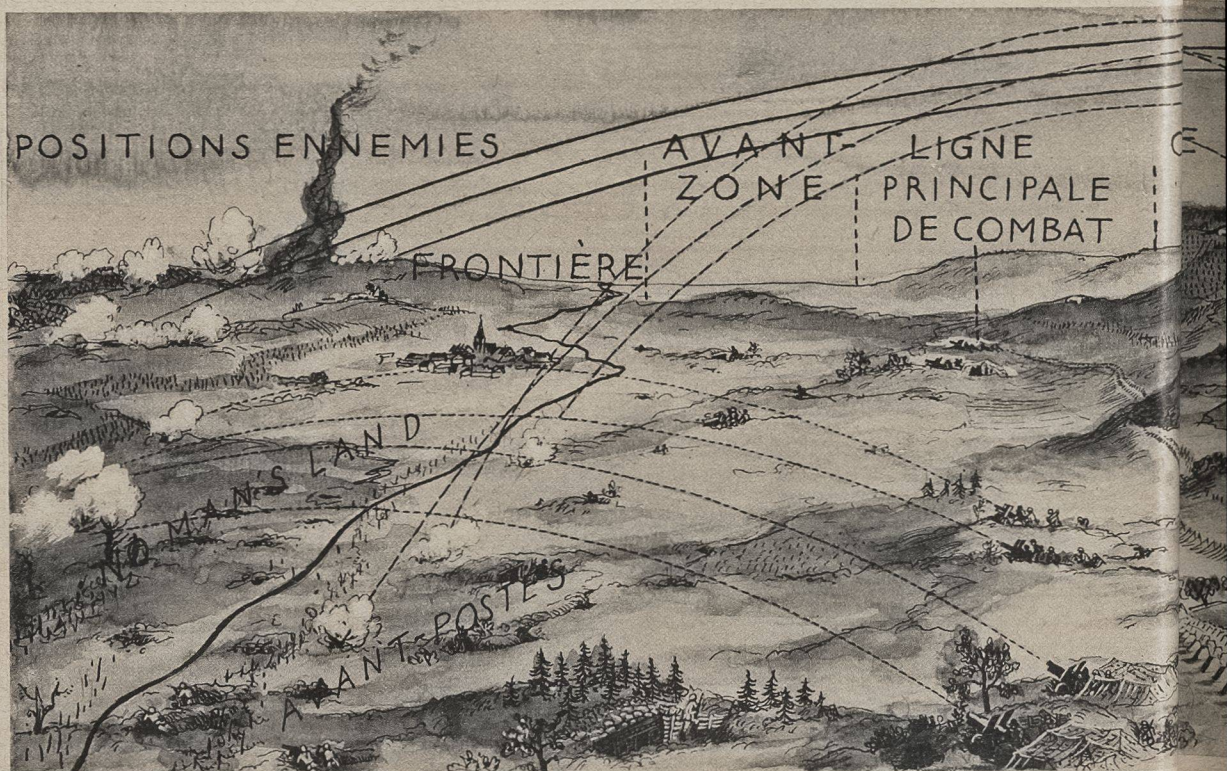 POSITIONS ENNEMIES
AVANT-
ZONE
LIGNE
PRINCIPALE
DE COMBAT
FRONTIÈRE
NO MAN'S LAND
AVANT-POSTES